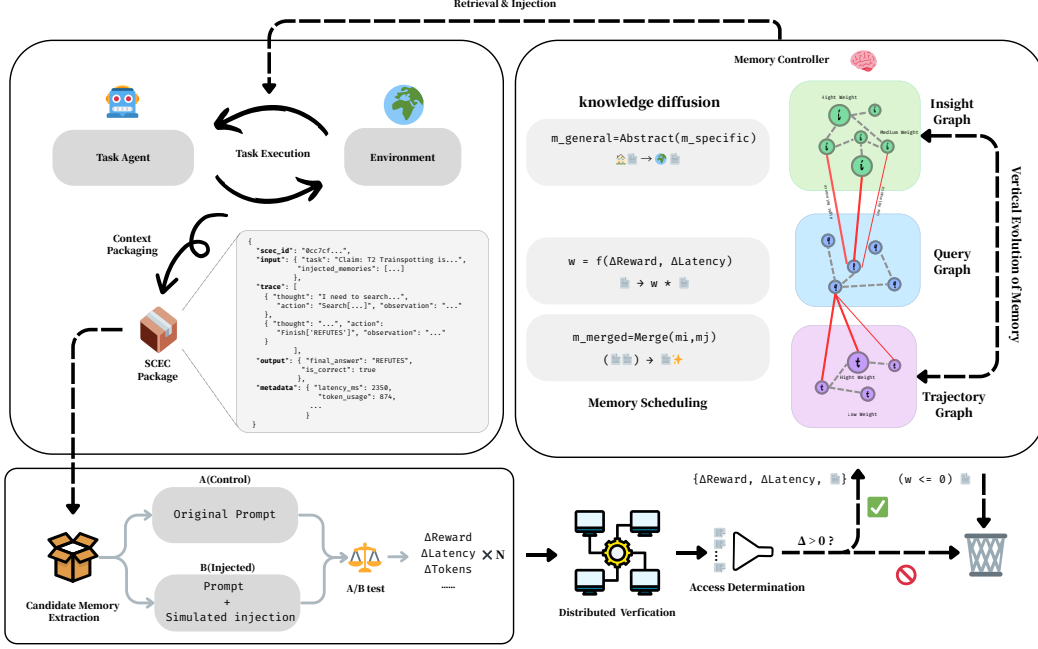 Retrieval & Injection
Task Agent
Task Execution
Environment
Context
Packaging
SCEC
Package
{
"scec_id": "0cc7cf...",
"input": { "task": "Claim: T2 Trainspotting is...",
"injected_memories": [...]
},
"trace": [
{ "thought": "I need to search...",
"action": "Search[...]", "observation": "..."
},
{ "thought": "...", "action":
"Finish['REFUTES']", "observation": "..."
}
],
"output": { "final_answer": "REFUTES",
"is_correct": true
},
"metadata": { "latency_ms": 2350,
"token_usage": 874,
...
}
}
Memory Controller
knowledge diffusion
m_general=Abstract(m_specific)
→
w = f(ΔReward, ΔLatency)
→ w *
m_merged=Merge(mi,mj)
( ) →
Memory Scheduling
Hight Weight
Medium Weight
i
i
i
i
i
i
Insight
Graph
q
q
q
q
q
Query
Graph
t
Hight Weight
t
t
t
Low Weight
Trajectory
Graph
Vertical Evolution of Memory
A(Control)
Original Prompt
B(Injected)
Prompt
+
Simulated injection
Candidate Memory
Extraction
A/B test
ΔReward
ΔLatency
ΔTokens
......
× N
Distributed Verfication
Access Determination
{ΔReward, ΔLatency, }
(w <= 0)
Δ > 0 ?